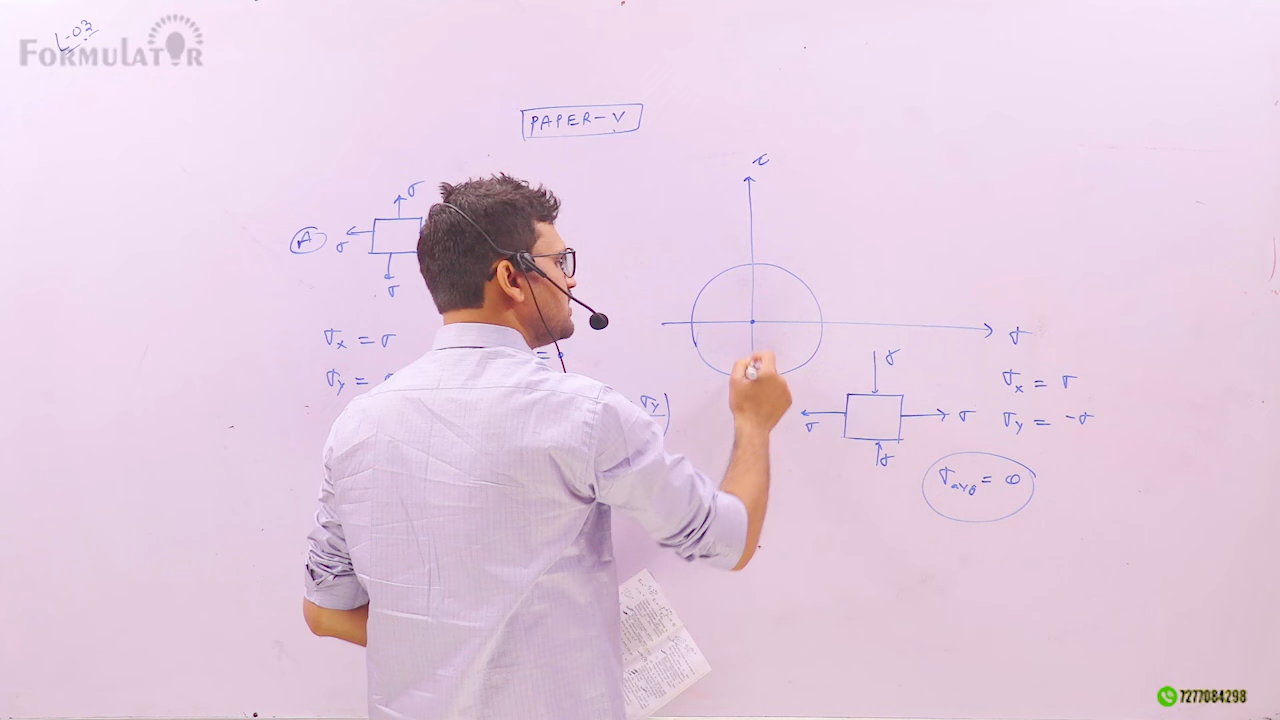 L-03
FORMULATOR
PAPER-V
τ
σ
A
σ
σ
σx = σ
σy =
=
σy)
σ
σ
σ
σ
σ
σx = σ
σy = -σ
σavg = 0
7277084298